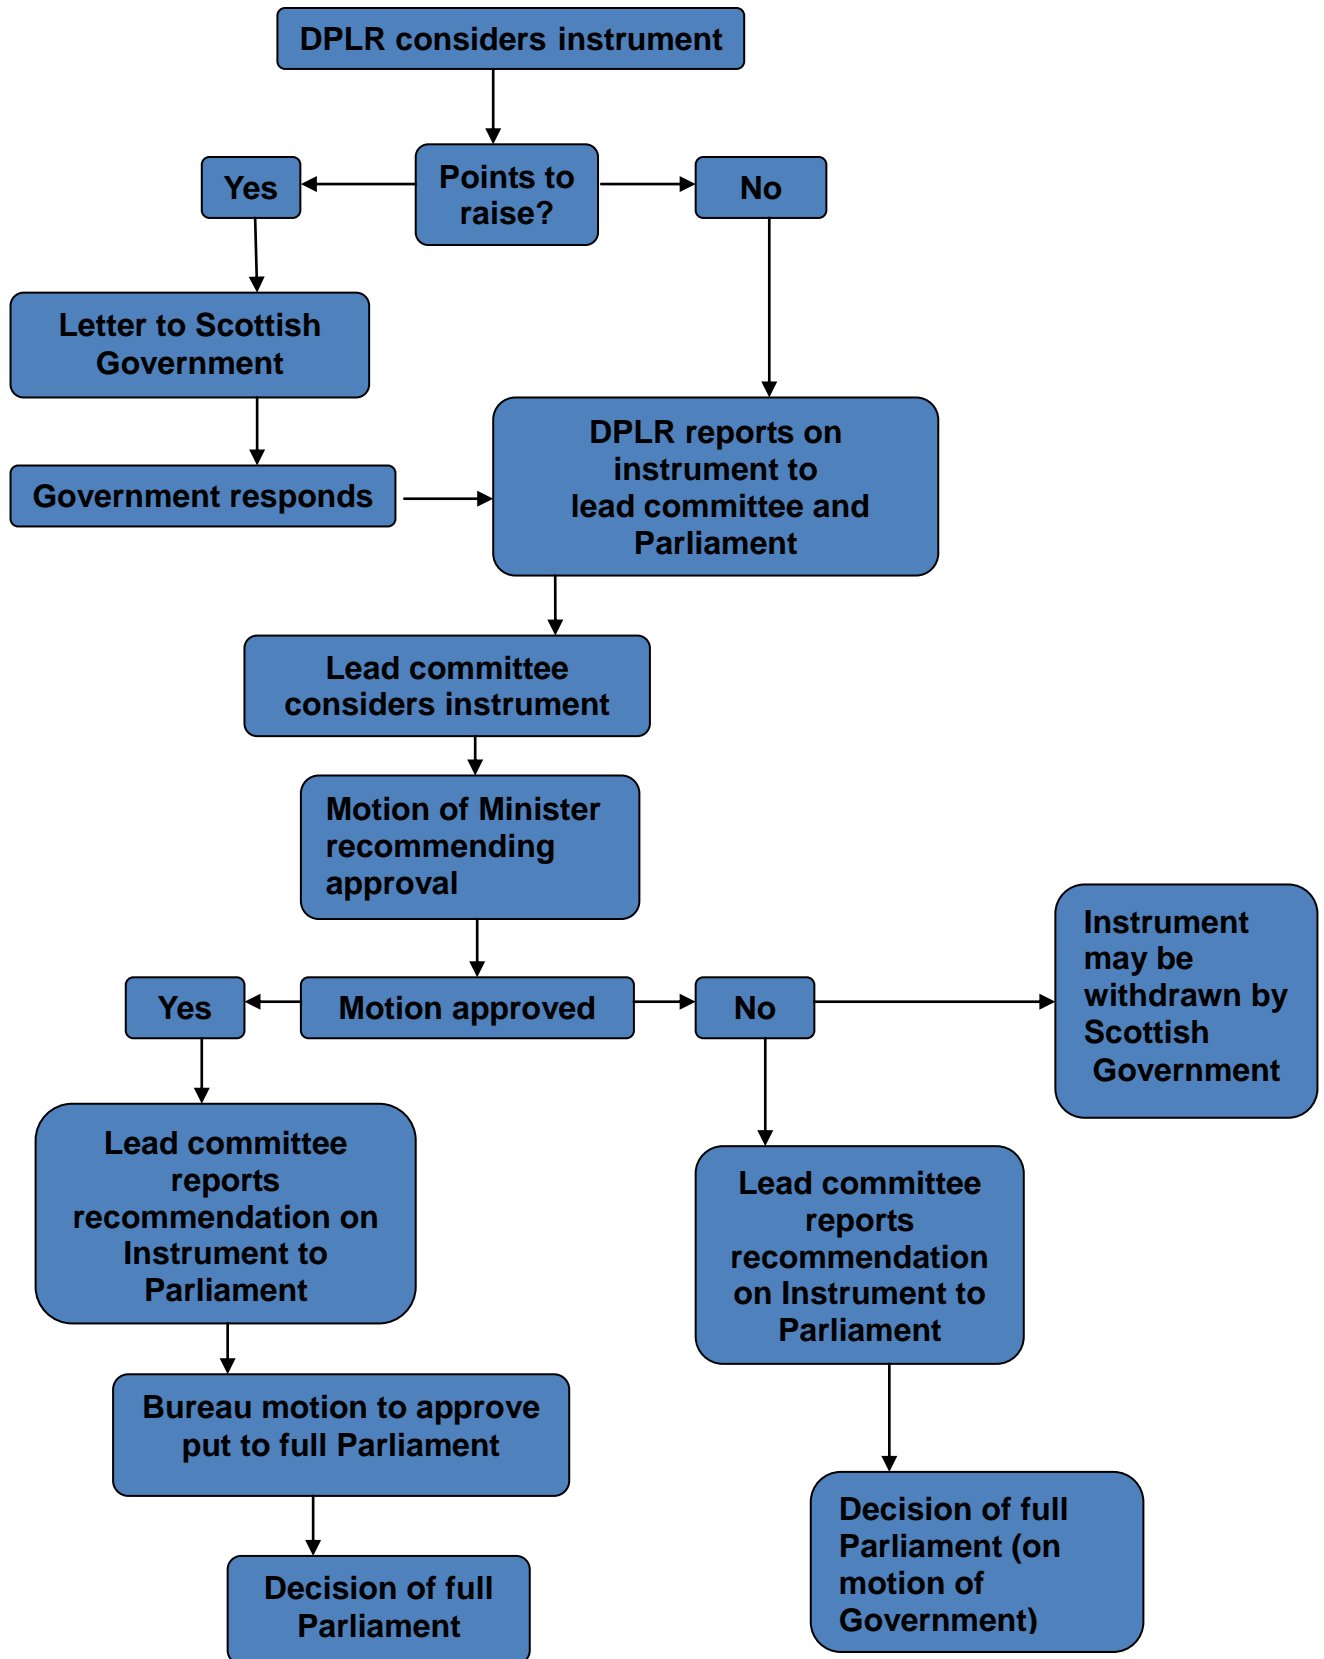 DPLR considers instrument
Points to
raise?
Yes
No
Letter to Scottish
Government
Government responds
DPLR reports on
instrument to
lead committee and
Parliament
Lead committee
considers instrument
Motion of Minister
recommending
approval
Motion approved
Yes
No
Instrument
may be
withdrawn by
Scottish
Government
Lead committee
reports
recommendation on
Instrument to
Parliament
Lead committee
reports
recommendation
on Instrument to
Parliament
Bureau motion to approve
put to full Parliament
Decision of full
Parliament
Decision of full
Parliament (on
motion of
Government)